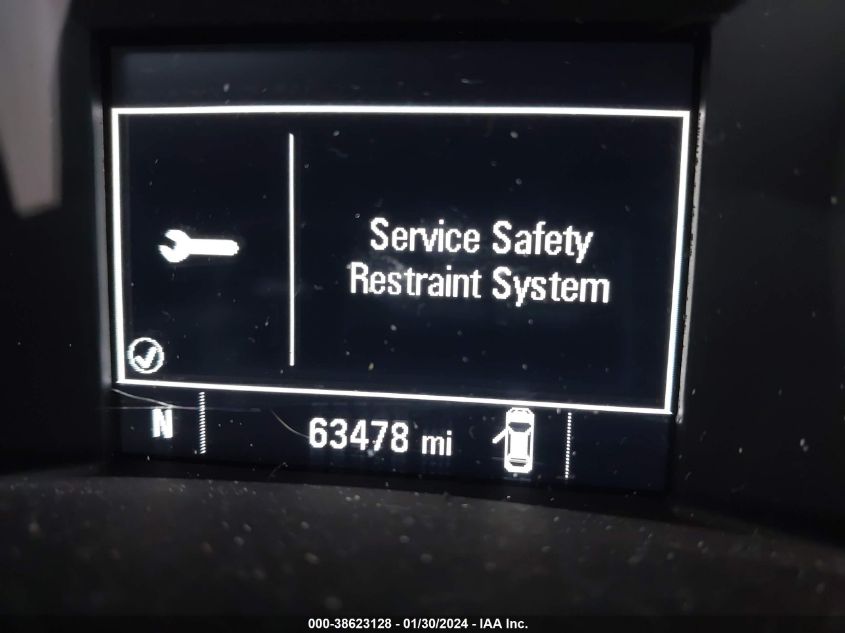 Service Safety
Restraint System
N 63478 mi
000-38623128 - 01/30/2024 - IAA Inc.